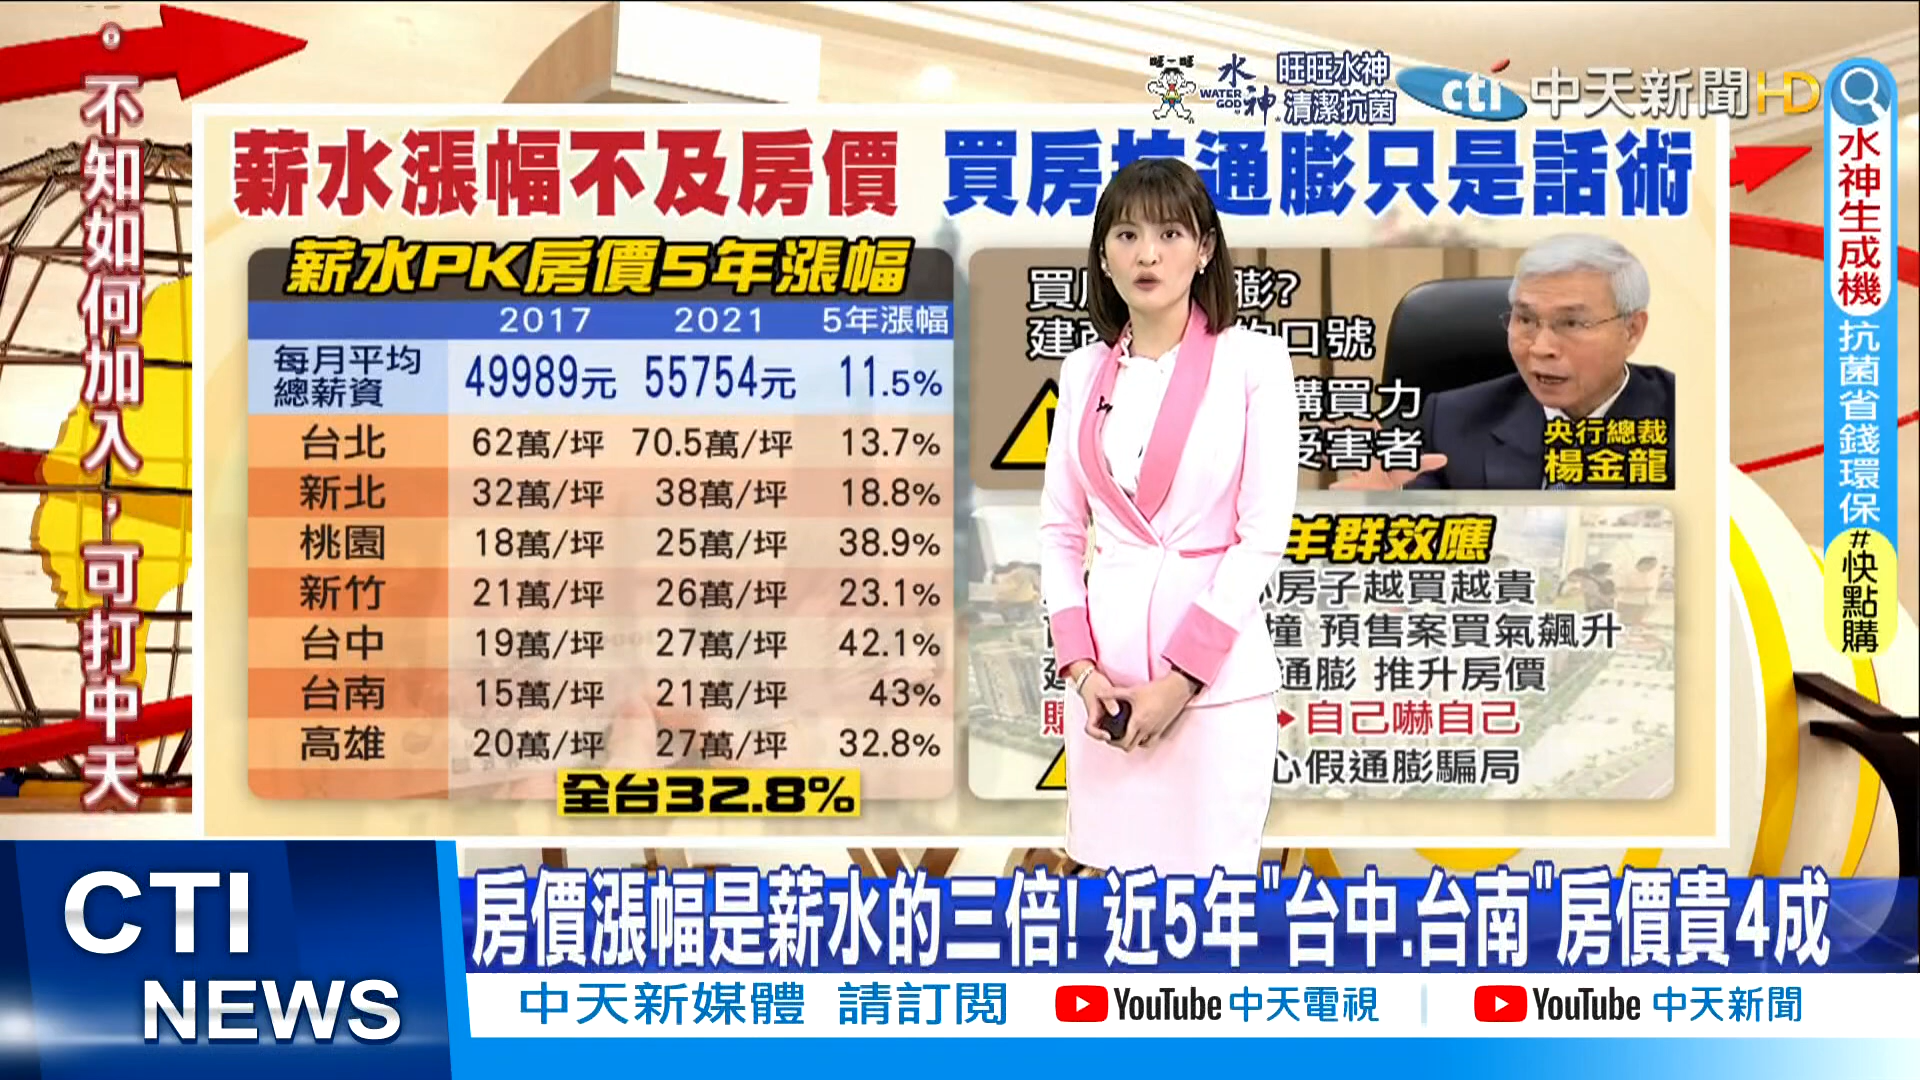 。不知如何加入，可打中天
旺一旺
水神
WATER GOD
旺旺水神
清潔抗菌
cti中天新聞HD
水神生成機 抗菌省錢環保 #快點購
薪水漲幅不及房價 買房抗通膨只是話術
薪水PK房價5年漲幅
2017 2021 5年漲幅
每月平均總薪資 49989元 55754元 11.5%
台北 62萬/坪 70.5萬/坪 13.7%
新北 32萬/坪 38萬/坪 18.8%
桃園 18萬/坪 25萬/坪 38.9%
新竹 21萬/坪 26萬/坪 23.1%
台中 19萬/坪 27萬/坪 42.1%
台南 15萬/坪 21萬/坪 43%
高雄 20萬/坪 27萬/坪 32.8%
全台32.8%
買 膨?
建 的口號
購買力
受害者
央行總裁
楊金龍
羊群效應
房子越買越貴
撞 預售案買氣飆升
通膨 推升房價
自己嚇自己
心假通膨騙局
房價漲幅是薪水的三倍! 近5年"台中.台南"房價貴4成
CTI
NEWS
中天新媒體 請訂閱 YouTube 中天電視 | YouTube 中天新聞